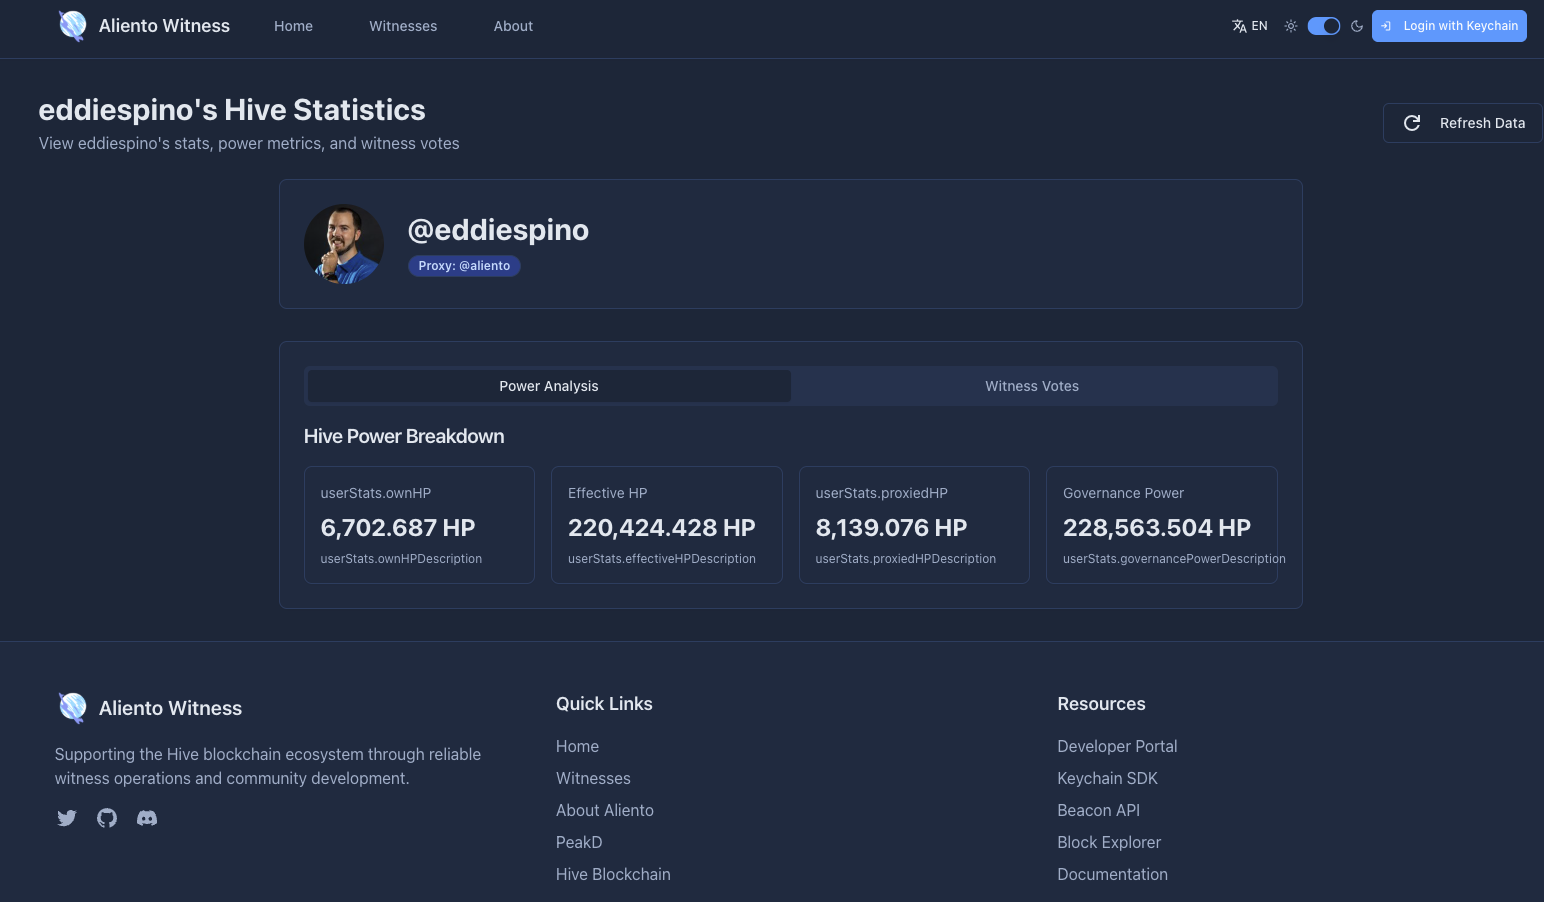 Aliento Witness
Home
Witnesses
About
EN
Login with Keychain
eddiespino's Hive Statistics
View eddiespino's stats, power metrics, and witness votes
Refresh Data
@eddiespino
Proxy: @aliento
Power Analysis
Witness Votes
Hive Power Breakdown
userStats.ownHP
6,702.687 HP
userStats.ownHPDescription
Effective HP
220,424.428 HP
userStats.effectiveHPDescription
userStats.proxiedHP
8,139.076 HP
userStats.proxiedHPDescription
Governance Power
228,563.504 HP
userStats.governancePowerDescription
Aliento Witness
Supporting the Hive blockchain ecosystem through reliable
witness operations and community development.
Quick Links
Home
Witnesses
About Aliento
PeakD
Hive Blockchain
Resources
Developer Portal
Keychain SDK
Beacon API
Block Explorer
Documentation